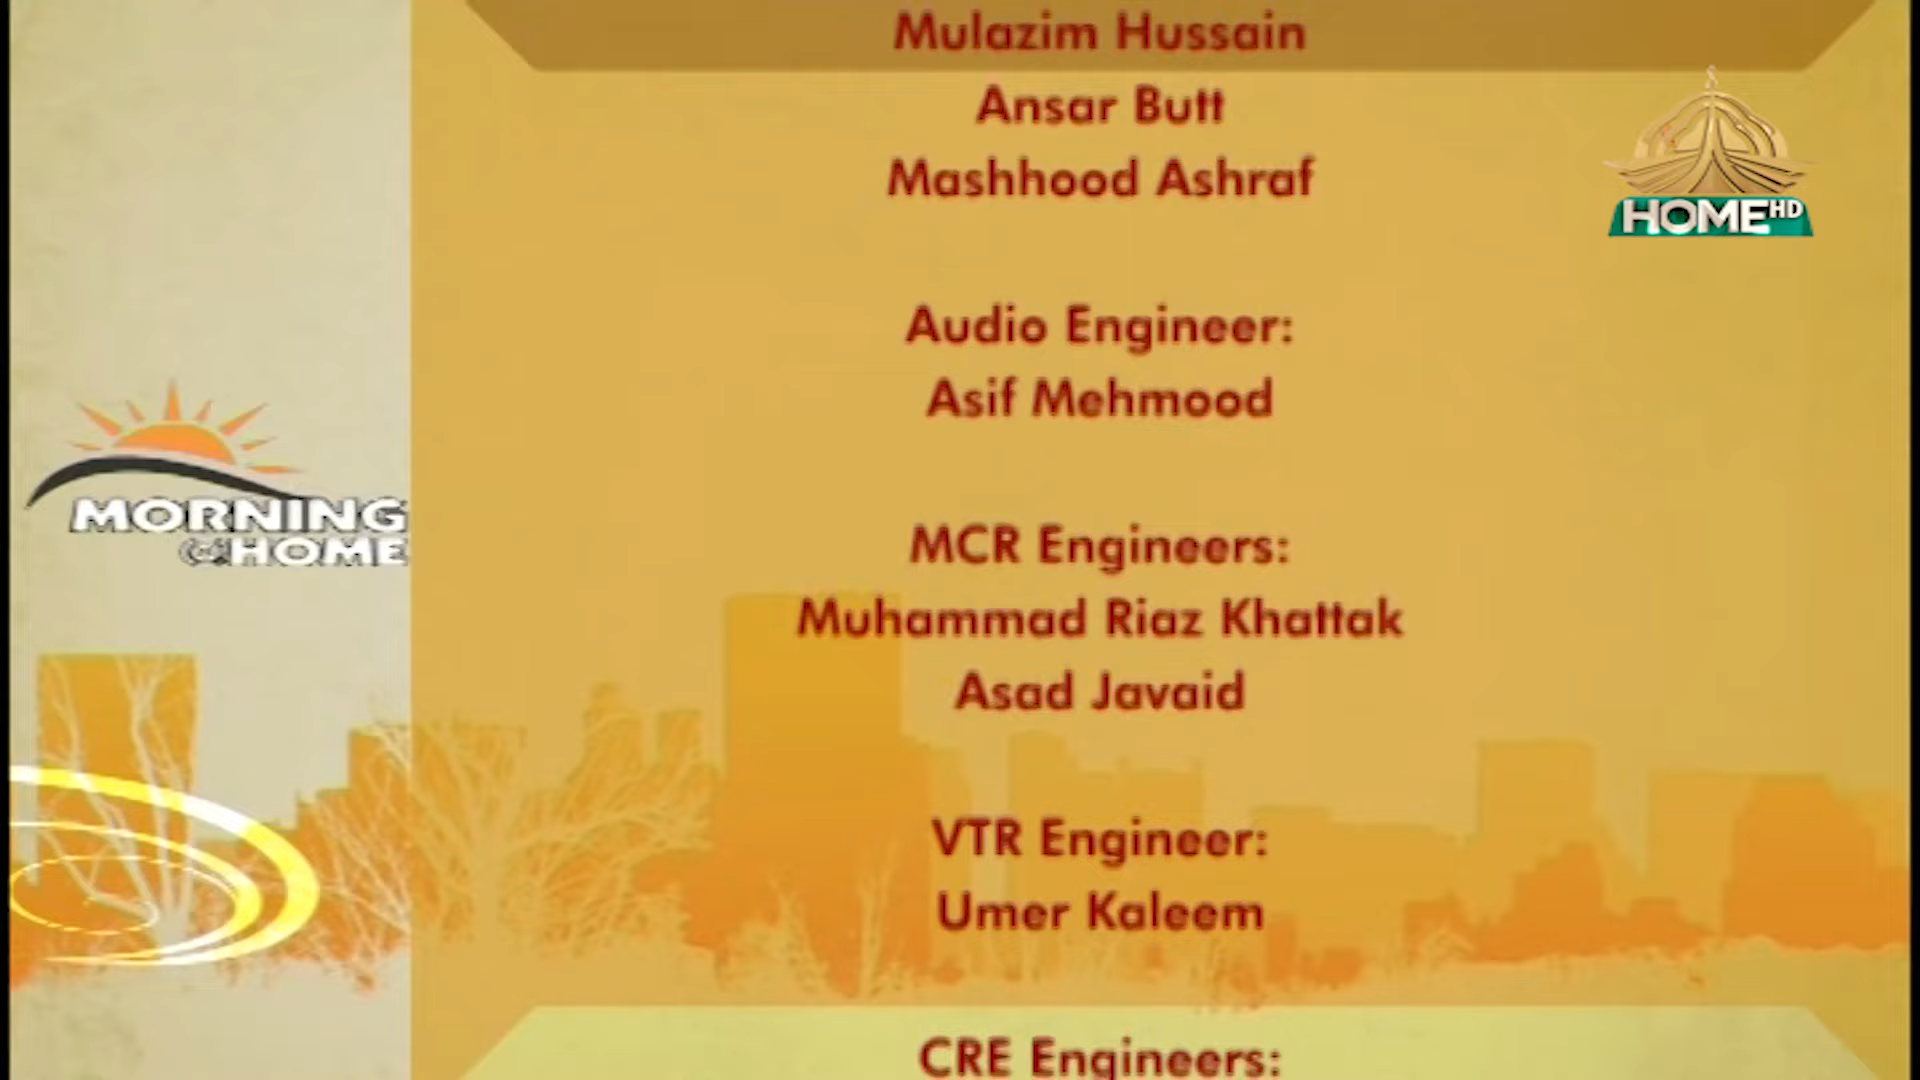 Mulazim Hussain
Ansar Butt
Mashhood Ashraf
HOME HD
Audio Engineer:
Asif Mehmood
MORNING
@HOME
MCR Engineers:
Muhammad Riaz Khattak
Asad Javaid
VTR Engineer:
Umer Kaleem
CRE Engineers: